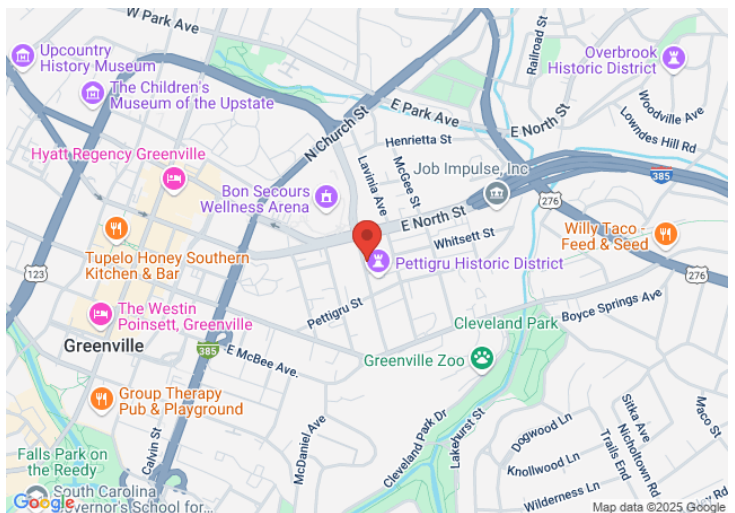 W Park Ave
Upcountry
History Museum
The Children's
Museum of the Upstate
N Church St
E Park Ave
Railroad St
Overbrook
Historic District
Woodville Ave
Lowndes Hill Rd
E North St
Henrietta St
McGee St
Lavinia Ave
Hyatt Regency Greenville
Job Impulse, Inc
385
276
Bon Secours
Wellness Arena
E North St
Whitsett St
Willy Taco -
Feed & Seed
Tupelo Honey Southern
Kitchen & Bar
123
Pettigru Historic District
276
The Westin
Poinsett, Greenville
Pettigru St
Boyce Springs Ave
Cleveland Park
Greenville
385
E McBee Ave.
Greenville Zoo
Group Therapy
Pub & Playground
Calvin St
McDaniel Ave
Cleveland Park Dr
Lakehurst St
Dogwood Ln
Sitka Ave
Nicholtown Rd
Maco St
Trails End
Knollwood Ln
Wilderness Ln
Falls Park on
the Reedy
South Carolina
Governor's School for...
Google
Map data ©2025 Google